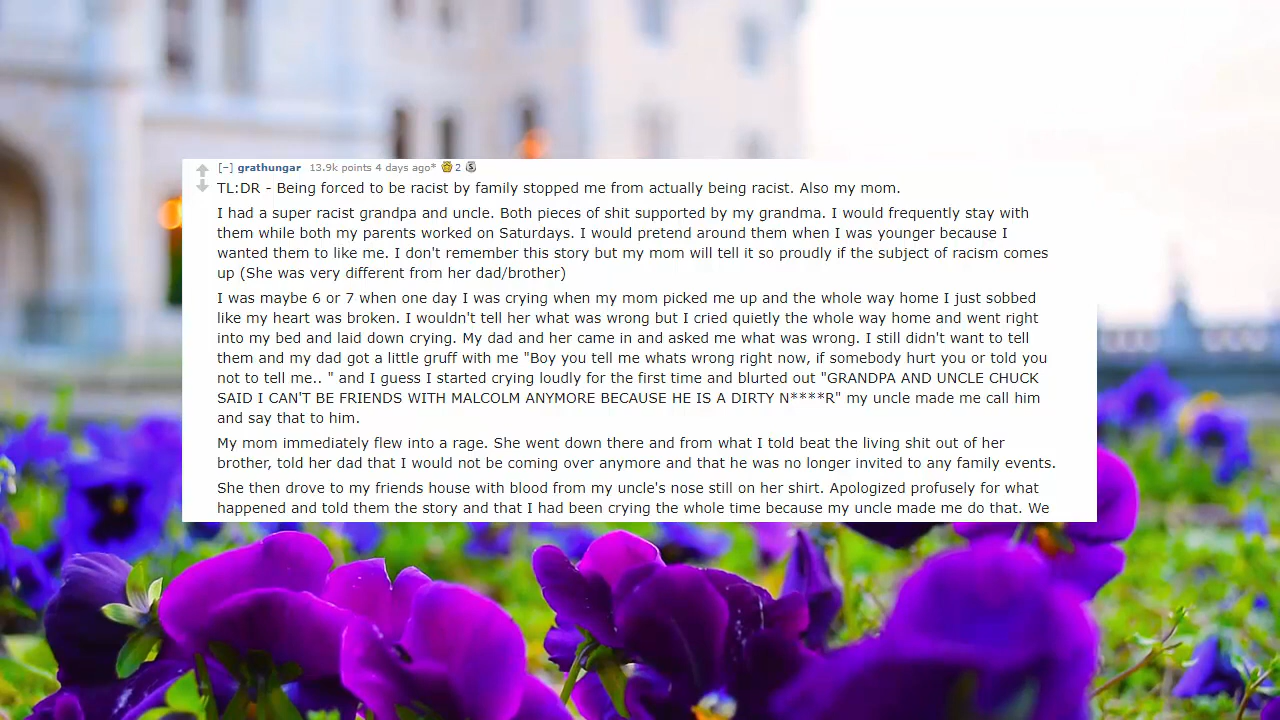 [–] grathungar 13.9k points 4 days ago* 2
TL:DR - Being forced to be racist by family stopped me from actually being racist. Also my mom.
I had a super racist grandpa and uncle. Both pieces of shit supported by my grandma. I would frequently stay with
them while both my parents worked on Saturdays. I would pretend around them when I was younger because I
wanted them to like me. I don't remember this story but my mom will tell it so proudly if the subject of racism comes
up (She was very different from her dad/brother)
I was maybe 6 or 7 when one day I was crying when my mom picked me up and the whole way home I just sobbed
like my heart was broken. I wouldn't tell her what was wrong but I cried quietly the whole way home and went right
into my bed and laid down crying. My dad and her came in and asked me what was wrong. I still didn't want to tell
them and my dad got a little gruff with me "Boy you tell me whats wrong right now, if somebody hurt you or told you
not to tell me.. " and I guess I started crying loudly for the first time and blurted out "GRANDPA AND UNCLE CHUCK
SAID I CAN'T BE FRIENDS WITH MALCOLM ANYMORE BECAUSE HE IS A DIRTY N****R" my uncle made me call him
and say that to him.
My mom immediately flew into a rage. She went down there and from what I told beat the living shit out of her
brother, told her dad that I would not be coming over anymore and that he was no longer invited to any family events.
She then drove to my friends house with blood from my uncle's nose still on her shirt. Apologized profusely for what
happened and told them the story and that I had been crying the whole time because my uncle made me do that. We